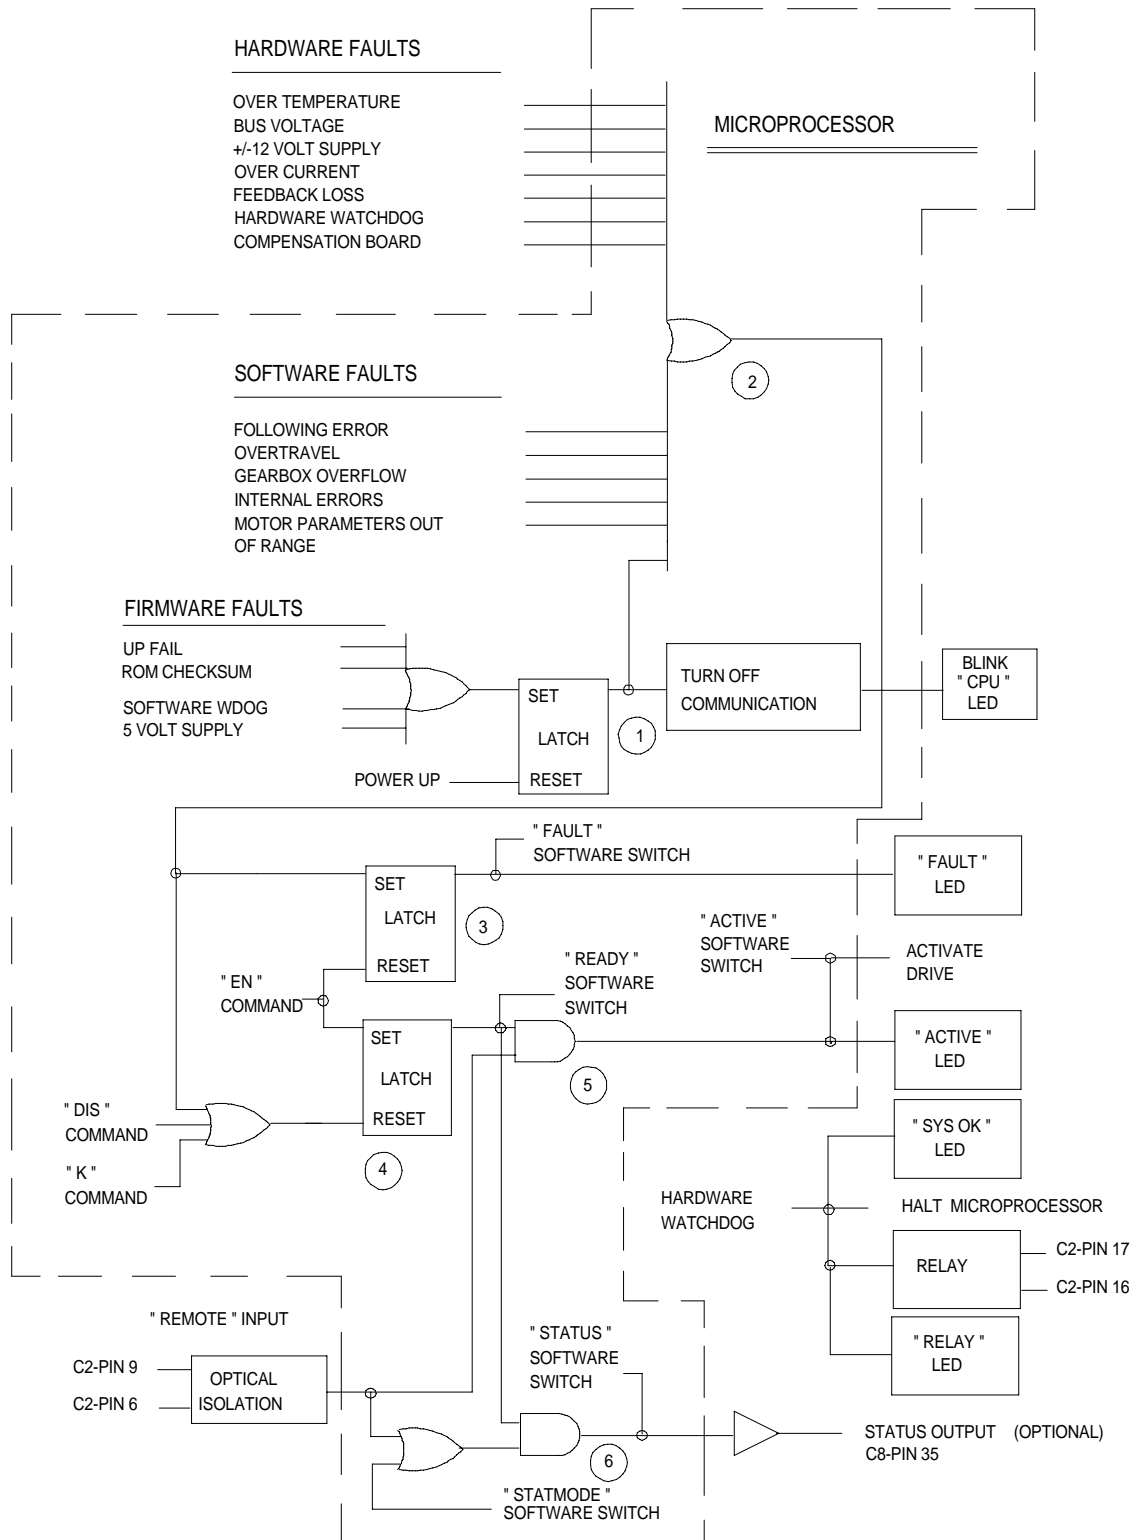 HARDWARE FAULTS
OVER TEMPERATURE
BUS VOLTAGE
+/-12 VOLT SUPPLY
OVER CURRENT
FEEDBACK LOSS
HARDWARE WATCHDOG
COMPENSATION BOARD
MICROPROCESSOR
2
SOFTWARE FAULTS
FOLLOWING ERROR
OVERTRAVEL
GEARBOX OVERFLOW
INTERNAL ERRORS
MOTOR PARAMETERS OUT
OF RANGE
FIRMWARE FAULTS
UP FAIL
ROM CHECKSUM
SOFTWARE WDOG
5 VOLT SUPPLY
POWER UP
SET
LATCH
RESET
1
TURN OFF
COMMUNICATION
BLINK
" CPU "
LED
" FAULT "
SOFTWARE SWITCH
SET
LATCH
RESET
3
" FAULT "
LED
" EN "
COMMAND
" READY "
SOFTWARE
SWITCH
" ACTIVE "
SOFTWARE
SWITCH
ACTIVATE
DRIVE
SET
LATCH
RESET
4
5
" ACTIVE "
LED
" DIS "
COMMAND
" K "
COMMAND
" SYS OK "
LED
HARDWARE
WATCHDOG
HALT MICROPROCESSOR
RELAY
C2-PIN 17
C2-PIN 16
" RELAY "
LED
" REMOTE " INPUT
C2-PIN 9
C2-PIN 6
OPTICAL
ISOLATION
" STATUS "
SOFTWARE
SWITCH
6
STATUS OUTPUT (OPTIONAL)
C8-PIN 35
" STATMODE "
SOFTWARE SWITCH